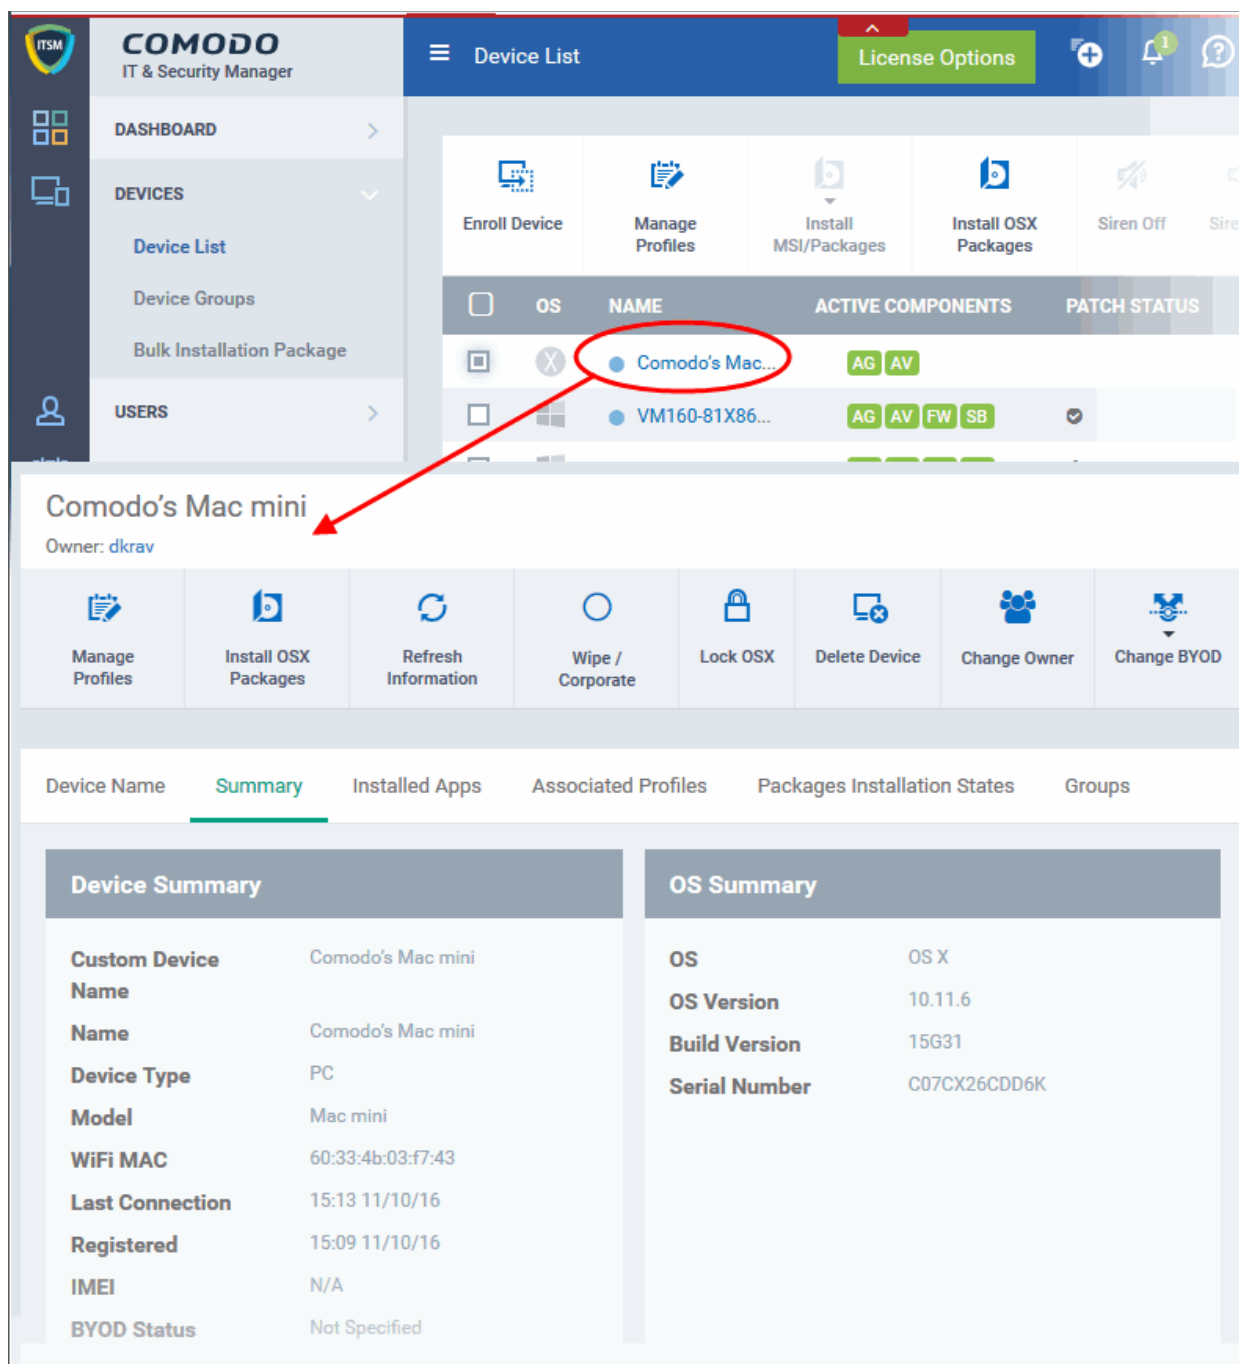 ITSM
COMODO
IT & Security Manager
Device List
License Options
1
?
DASHBOARD
DEVICES
Device List
Device Groups
Bulk Installation Package
USERS
Enroll Device
Manage
Profiles
Install
MSI/Packages
Install OSX
Packages
Siren Off
Sire
OS NAME ACTIVE COMPONENTS PATCH STATUS
X Comodo's Mac... AG AV
VM160-81X86... AG AV FW SB
Comodo's Mac mini
Owner: dkrav
Manage
Profiles
Install OSX
Packages
Refresh
Information
Wipe /
Corporate
Lock OSX
Delete Device
Change Owner
Change BYOD
Device Name Summary Installed Apps Associated Profiles Packages Installation States Groups
Device Summary
Custom Device
Name
Comodo's Mac mini
Name Comodo's Mac mini
Device Type PC
Model Mac mini
WiFi MAC 60:33:4b:03:f7:43
Last Connection 15:13 11/10/16
Registered 15:09 11/10/16
IMEI N/A
BYOD Status Not Specified
OS Summary
OS OS X
OS Version 10.11.6
Build Version 15G31
Serial Number C07CX26CDD6K